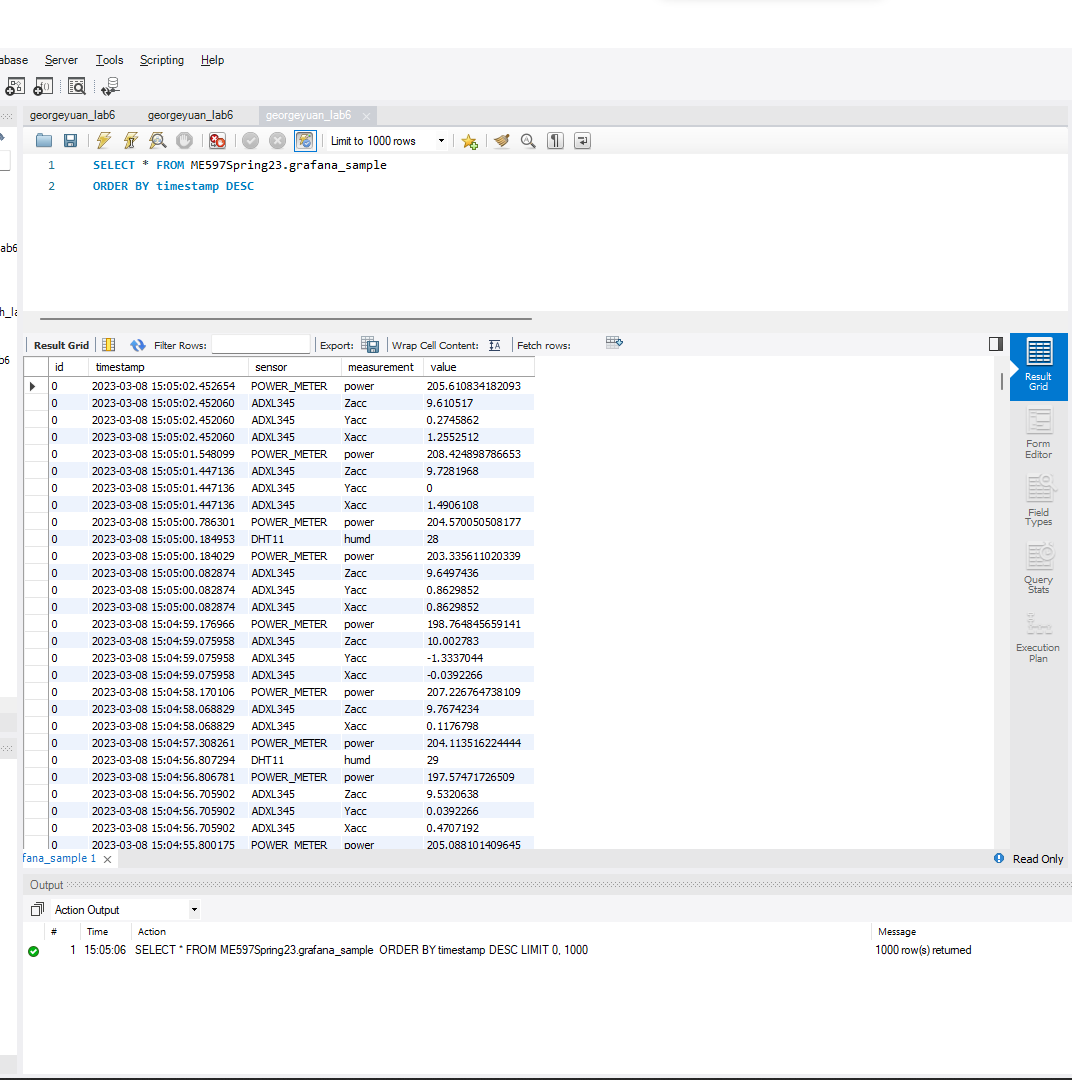 abase Server Tools Scripting Help
georgeyuan_lab6 georgeyuan_lab6 georgeyuan_lab6
Limit to 1000 rows
1 SELECT * FROM ME597Spring23.grafana_sample
2 ORDER BY timestamp DESC
ab6
h_la
b6
Result Grid Filter Rows: Export: Wrap Cell Content: Fetch rows:
id timestamp sensor measurement value
0 2023-03-08 15:05:02.452654 POWER_METER power 205.610834182093
0 2023-03-08 15:05:02.452060 ADXL345 Zacc 9.610517
0 2023-03-08 15:05:02.452060 ADXL345 Yacc 0.2745862
0 2023-03-08 15:05:02.452060 ADXL345 Xacc 1.2552512
0 2023-03-08 15:05:01.548099 POWER_METER power 208.424898786653
0 2023-03-08 15:05:01.447136 ADXL345 Zacc 9.7281968
0 2023-03-08 15:05:01.447136 ADXL345 Yacc 0
0 2023-03-08 15:05:01.447136 ADXL345 Xacc 1.4906108
0 2023-03-08 15:05:00.786301 POWER_METER power 204.570050508177
0 2023-03-08 15:05:00.184953 DHT11 humd 28
0 2023-03-08 15:05:00.184029 POWER_METER power 203.335611020339
0 2023-03-08 15:05:00.082874 ADXL345 Zacc 9.6497436
0 2023-03-08 15:05:00.082874 ADXL345 Yacc 0.8629852
0 2023-03-08 15:05:00.082874 ADXL345 Xacc 0.8629852
0 2023-03-08 15:04:59.176966 POWER_METER power 198.764845659141
0 2023-03-08 15:04:59.075958 ADXL345 Zacc 10.002783
0 2023-03-08 15:04:59.075958 ADXL345 Yacc -1.3337044
0 2023-03-08 15:04:59.075958 ADXL345 Xacc -0.0392266
0 2023-03-08 15:04:58.170106 POWER_METER power 207.226764738109
0 2023-03-08 15:04:58.068829 ADXL345 Zacc 9.7674234
0 2023-03-08 15:04:58.068829 ADXL345 Xacc 0.1176798
0 2023-03-08 15:04:57.308261 POWER_METER power 204.113516224444
0 2023-03-08 15:04:56.807294 DHT11 humd 29
0 2023-03-08 15:04:56.806781 POWER_METER power 197.57471726509
0 2023-03-08 15:04:56.705902 ADXL345 Zacc 9.5320638
0 2023-03-08 15:04:56.705902 ADXL345 Yacc 0.0392266
0 2023-03-08 15:04:56.705902 ADXL345 Xacc 0.4707192
0 2023-03-08 15:04:55.800175 POWER_METER power 205.088101409645
Result
Grid
Form
Editor
Field
Types
Query
Stats
Execution
Plan
fana_sample 1 Read Only
Output
Action Output
# Time Action Message
1 15:05:06 SELECT * FROM ME597Spring23.grafana_sample ORDER BY timestamp DESC LIMIT 0, 1000 1000 row(s) returned